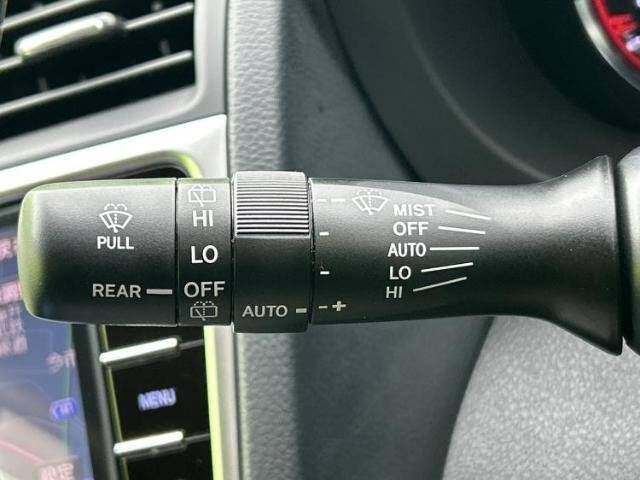 PULL
REAR
HI
LO
OFF
AUTO
- +
MIST
OFF
AUTO
LO
HI
MENU